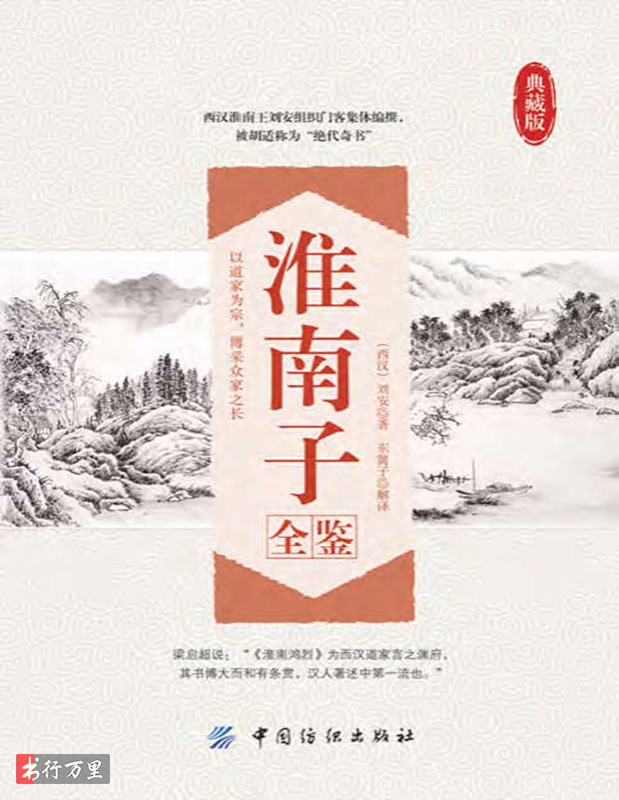 典藏版
西汉淮南王刘安组织门客集体编撰，
被胡适称为“绝代奇书”
淮南子
全鉴
以道家为宗，博采众家之长
（西汉）刘安◎著 东篱子◎解译
梁启超说：“《淮南鸿烈》为西汉道家言之渊府，
其书博大而和有条贯，汉人著述中第一流也。”
中国纺织出版社
书行万里